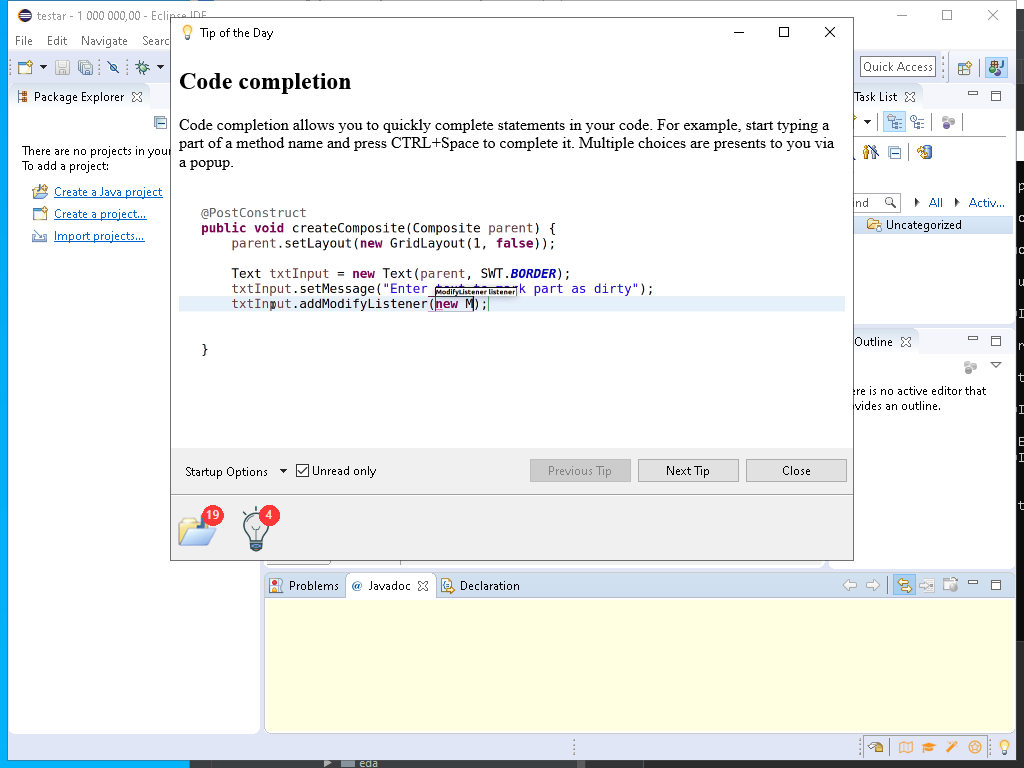 testar - 1 000 000,00 - Eclipse IDE
File Edit Navigate Searc
Tip of the Day
Quick Access
Package Explorer
Task List
Code completion
Code completion allows you to quickly complete statements in your code. For example, start typing a
part of a method name and press CTRL+Space to complete it. Multiple choices are presents to you via
a popup.
There are no projects in your
To add a project:
Create a Java project
Create a project...
Import projects...
All
Activ...
Uncategorized
@PostConstruct
public void createComposite(Composite parent) {
parent.setLayout(new GridLayout(1, false));
Text txtInput = new Text(parent, SWT.BORDER);
txtInput.setMessage("Enter text to mark part as dirty");
ModifyListener listener
txtInput.addModifyListener(new M);
}
Outline
ere is no active editor that
vides an outline.
Startup Options
Unread only
Previous Tip
Next Tip
Close
19
4
Problems
@ Javadoc
Declaration
eda